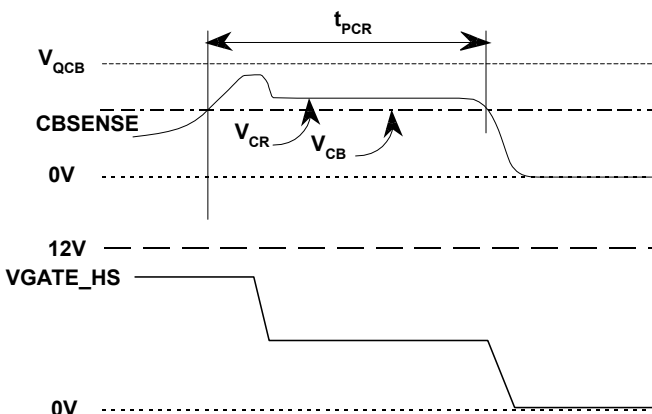 tPCR
VQCB
CBSENSE
VCR
VCB
0V
12V
VGATE_HS
0V